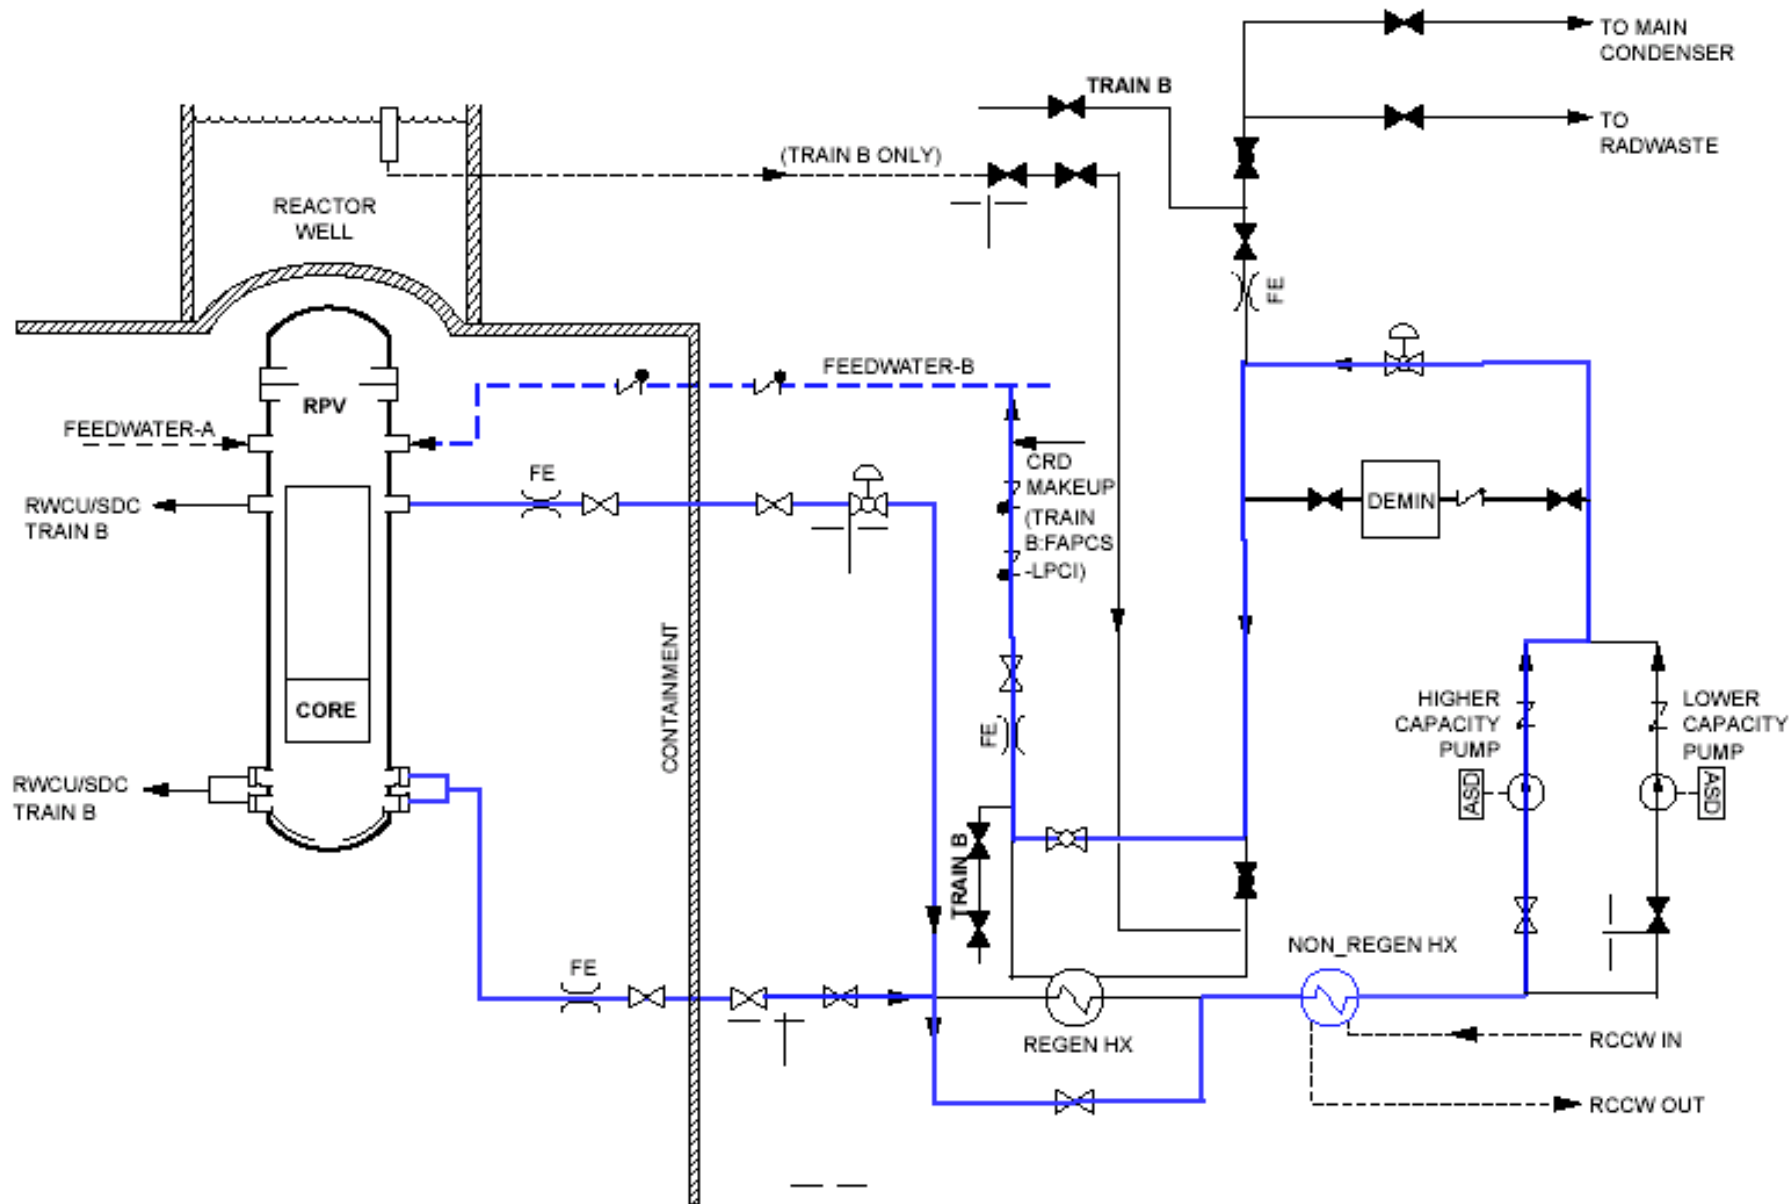 TO MAIN
CONDENSER
TRAIN B
TO
RADWASTE
(TRAIN B ONLY)
REACTOR
WELL
FE
FEEDWATER-B
RPV
FEEDWATER-A
FE
CRD
MAKEUP
(TRAIN
B:FAPCS
-LPCI)
DEMIN
RWCU/SDC
TRAIN B
CONTAINMENT
CORE
HIGHER
CAPACITY
PUMP
LOWER
CAPACITY
PUMP
FE
ASD
ASD
RWCU/SDC
TRAIN B
TRAIN B
NON_REGEN HX
FE
REGEN HX
RCCW IN
RCCW OUT